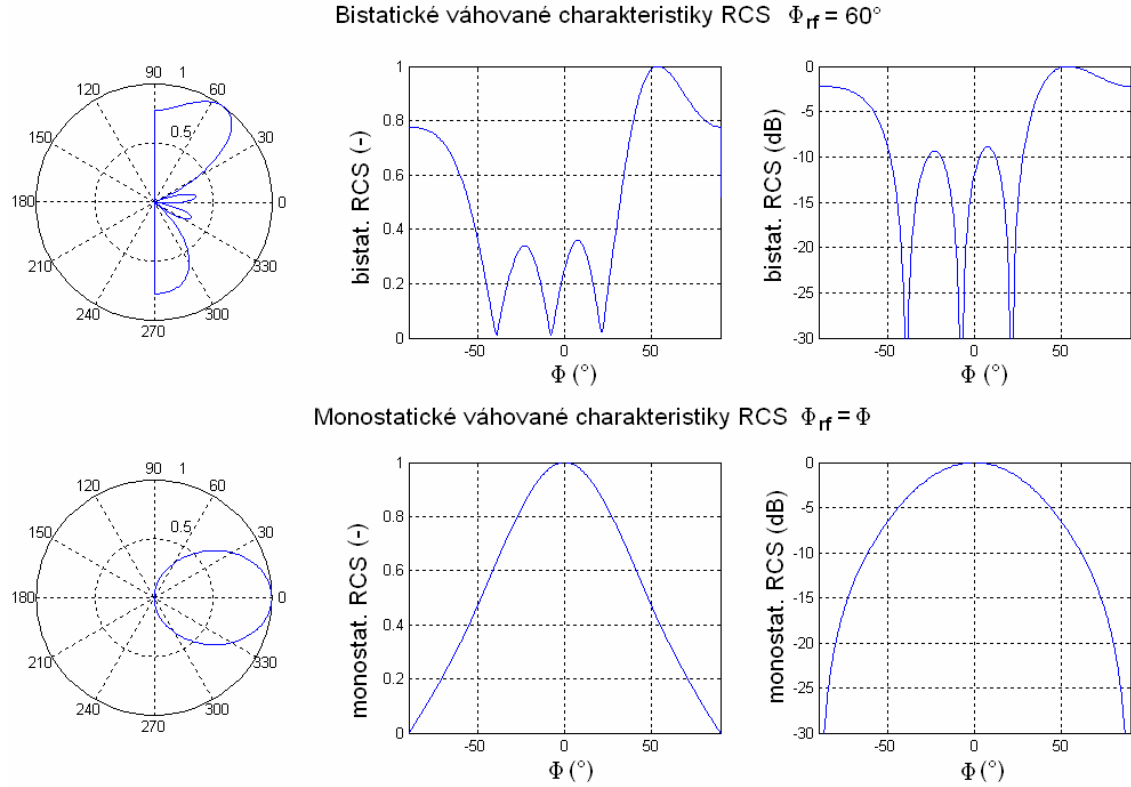 Bistatické váhované charakteristiky RCS Φrf = 60°
90 1
120 60
150 0.5 30
180 0
210 330
240 300
270
bistat. RCS (-)
1
0.8
0.6
0.4
0.2
0
-50 0 50
Φ (°)
bistat. RCS (dB)
0
-5
-10
-15
-20
-25
-30
-50 0 50
Φ (°)
Monostatické váhované charakteristiky RCS Φrf = Φ
90 1
120 60
150 0.5 30
180 0
210 330
240 300
270
monostat. RCS (-)
1
0.8
0.6
0.4
0.2
0
-50 0 50
Φ (°)
monostat. RCS (dB)
0
-5
-10
-15
-20
-25
-30
-50 0 50
Φ (°)